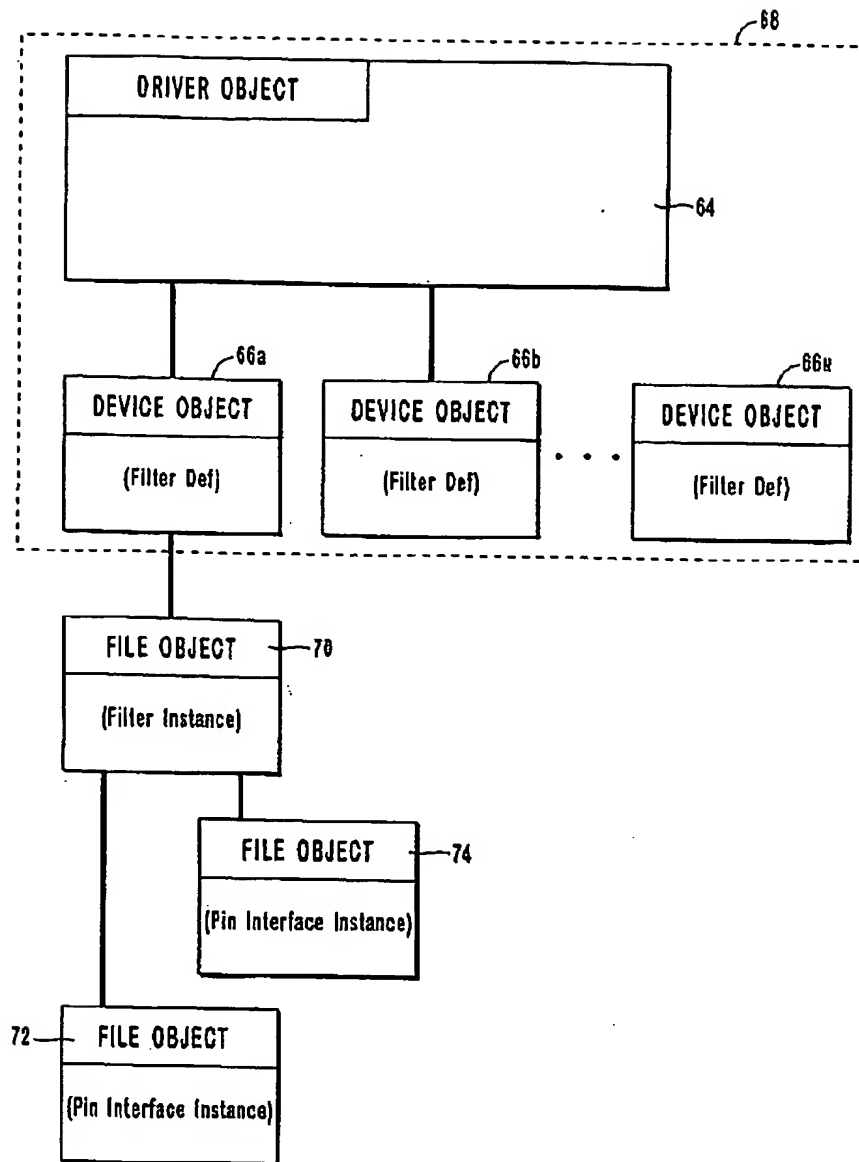 68
DRIVER OBJECT
64
66a
66b
66n
DEVICE OBJECT
DEVICE OBJECT
DEVICE OBJECT
(Filter Def)
(Filter Def)
. . .
(Filter Def)
FILE OBJECT
70
(Filter Instance)
FILE OBJECT
74
(Pin Interface Instance)
72
FILE OBJECT
(Pin Interface Instance)